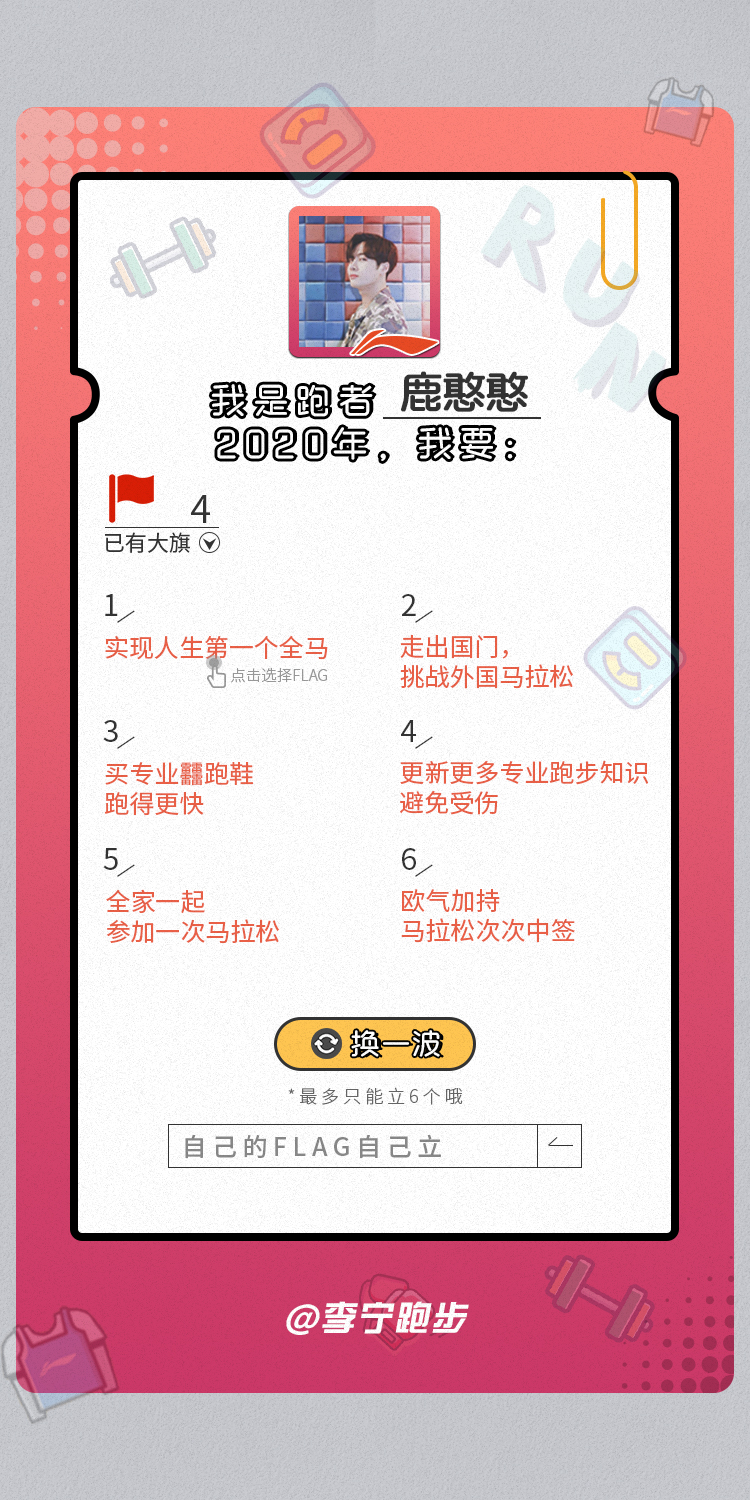 RUN
我是跑者 鹿憨憨
2020年，我要：
4
已有大旗
1
实现人生第一个全马
点击选择FLAG
2
走出国门，
挑战外国马拉松
3
买专业䨻跑鞋
跑得更快
4
更新更多专业跑步知识
避免受伤
5
全家一起
参加一次马拉松
6
欧气加持
马拉松次次中签
换一波
*最多只能立6个哦
自己的FLAG自己立
@李宁跑步